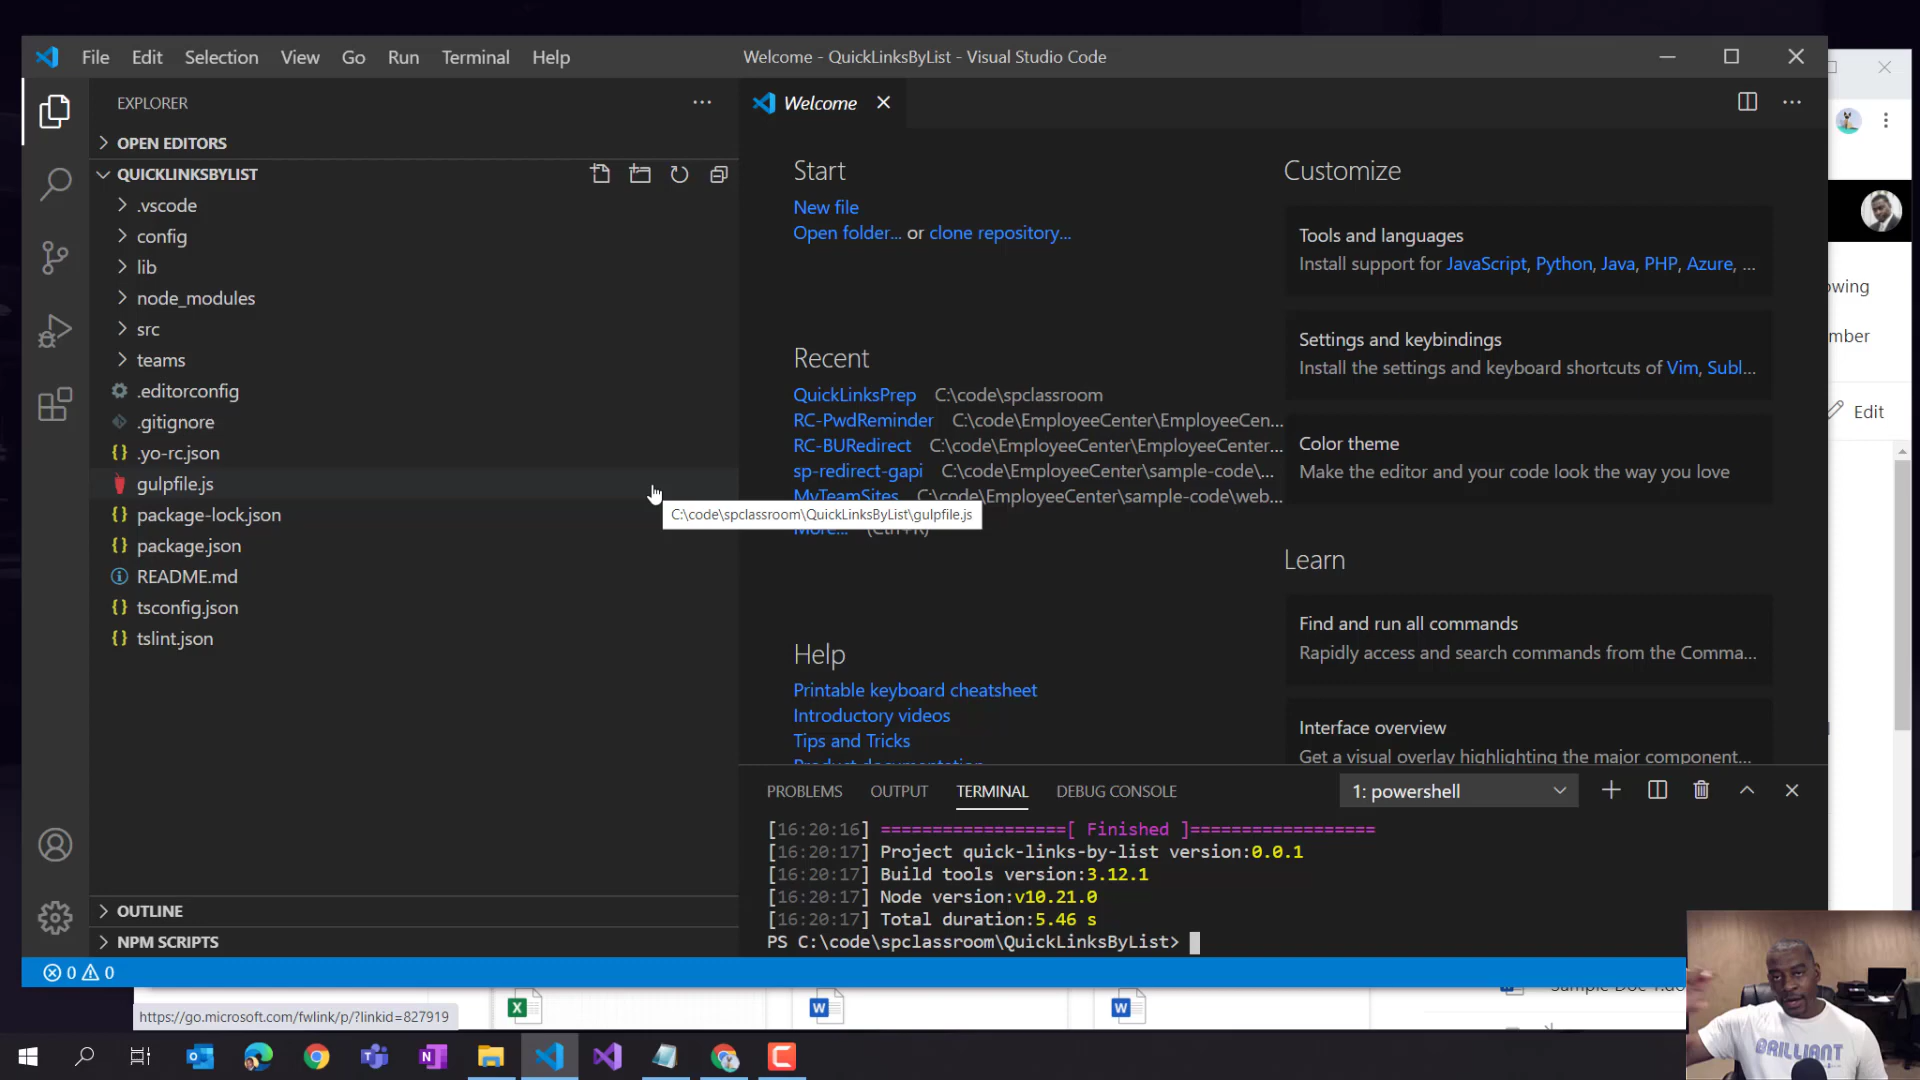 File Edit Selection View Go Run Terminal Help
Welcome - QuickLinksByList - Visual Studio Code
EXPLORER
OPEN EDITORS
QUICKLINKSBYLIST
.vscode
config
lib
node_modules
src
teams
.editorconfig
.gitignore
.yo-rc.json
gulpfile.js
package-lock.json
package.json
README.md
tsconfig.json
tslint.json
OUTLINE
NPM SCRIPTS
Welcome
Start
New file
Open folder... or clone repository...
Recent
QuickLinksPrep C:\code\spclassroom
RC-PwdReminder C:\code\EmployeeCenter\EmployeeCen...
RC-BURedirect C:\code\EmployeeCenter\EmployeeCenter...
sp-redirect-gapi C:\code\EmployeeCenter\sample-code\...
MyTeamSites C:\code\EmployeeCenter\sample-code\web...
C:\code\spclassroom\QuickLinksByList\gulpfile.js
More... (Ctrl+R)
Help
Printable keyboard cheatsheet
Introductory videos
Tips and Tricks
Product documentation
Customize
Tools and languages
Install support for JavaScript, Python, Java, PHP, Azure, ...
Settings and keybindings
Install the settings and keyboard shortcuts of Vim, Subl...
Color theme
Make the editor and your code look the way you love
Learn
Find and run all commands
Rapidly access and search commands from the Comma...
Interface overview
Get a visual overlay highlighting the major component...
PROBLEMS OUTPUT TERMINAL DEBUG CONSOLE
1: powershell
[16:20:16] ==================[ Finished ]==================
[16:20:17] Project quick-links-by-list version:0.0.1
[16:20:17] Build tools version:3.12.1
[16:20:17] Node version:v10.21.0
[16:20:17] Total duration:5.46 s
PS C:\code\spclassroom\QuickLinksByList>
0 0
https://go.microsoft.com/fwlink/p/?linkid=827919
owing
mber
Edit
Sample Doc 1.do
BRILLIANT